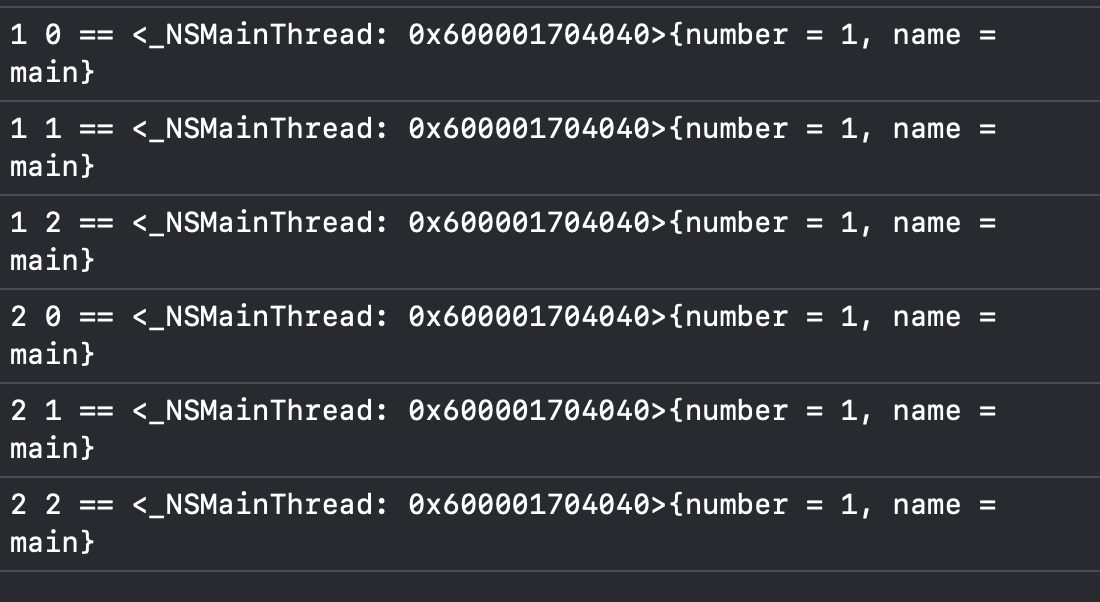 1 0 == <_NSMainThread: 0x600001704040>{number = 1, name =
main}
1 1 == <_NSMainThread: 0x600001704040>{number = 1, name =
main}
1 2 == <_NSMainThread: 0x600001704040>{number = 1, name =
main}
2 0 == <_NSMainThread: 0x600001704040>{number = 1, name =
main}
2 1 == <_NSMainThread: 0x600001704040>{number = 1, name =
main}
2 2 == <_NSMainThread: 0x600001704040>{number = 1, name =
main}